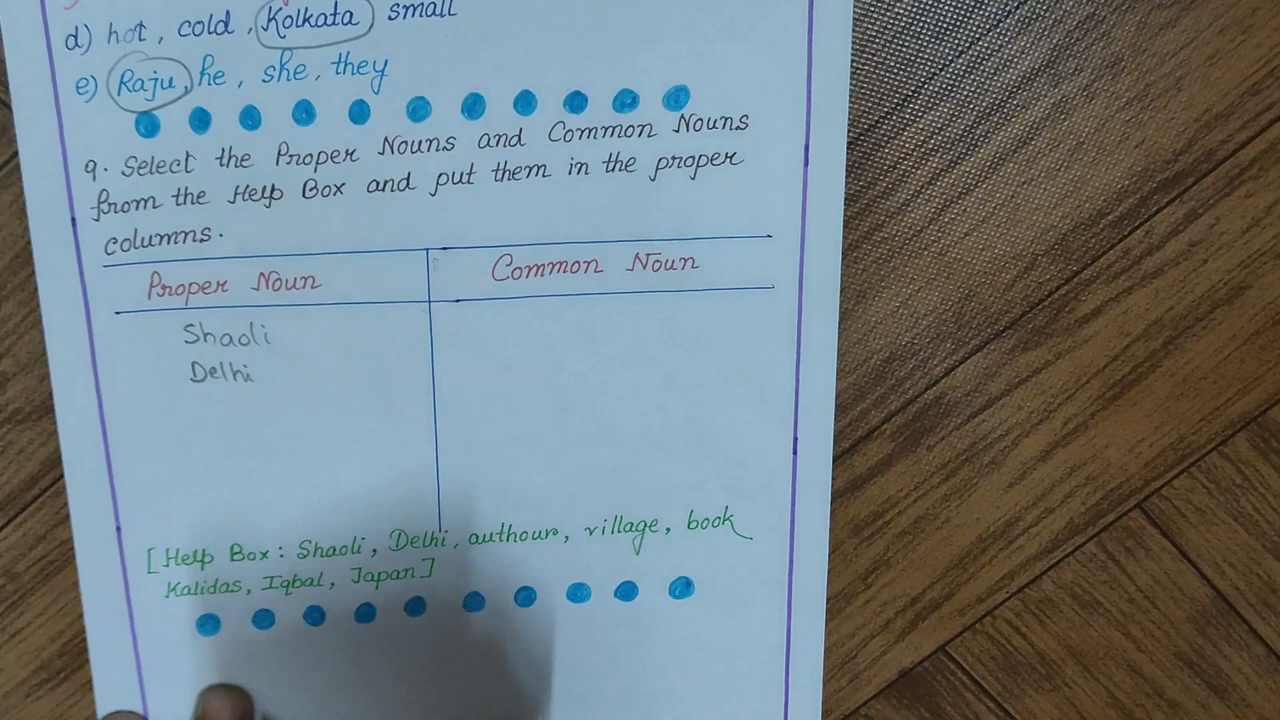 d) hot, cold, Kolkata small
e) Raju, he, she, they
9. Select the Proper Nouns and Common Nouns
from the Help Box and put them in the proper
columns.
Proper Noun Common Noun
Shaoli
Delhi
[Help Box: Shaoli, Delhi, authour, village, book
Kalidas, Iqbal, Japan]